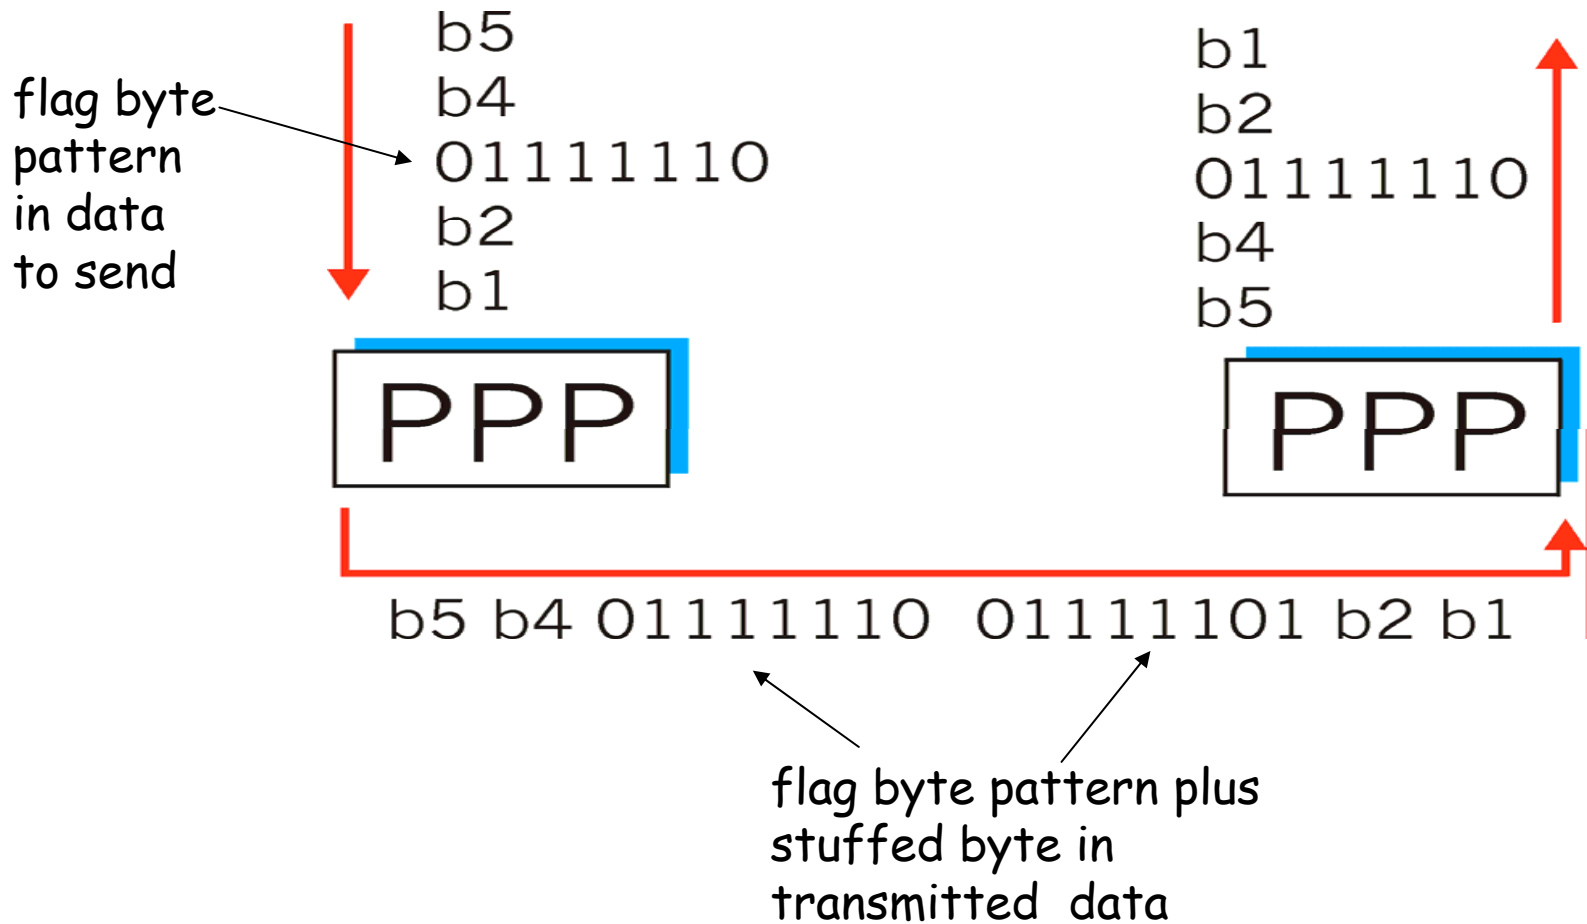 flag byte
pattern
in data
to send
b5
b4
01111110
b2
b1
PPP
b1
b2
01111110
b4
b5
PPP
b5 b4 01111110 01111101 b2 b1
flag byte pattern plus
stuffed byte in
transmitted data